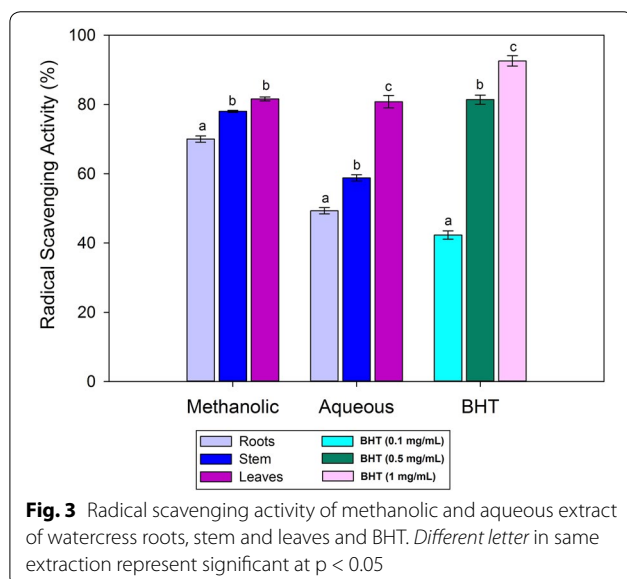 100
80
60
40
20
0
Radical Scavenging Activity (%)
a
b
b
a
b
c
a
b
c
Methanolic Aqueous BHT
Roots BHT (0.1 mg/mL)
Stem BHT (0.5 mg/mL)
Leaves BHT (1 mg/mL)
Fig. 3 Radical scavenging activity of methanolic and aqueous extract
of watercress roots, stem and leaves and BHT. Different letter in same
extraction represent significant at p < 0.05